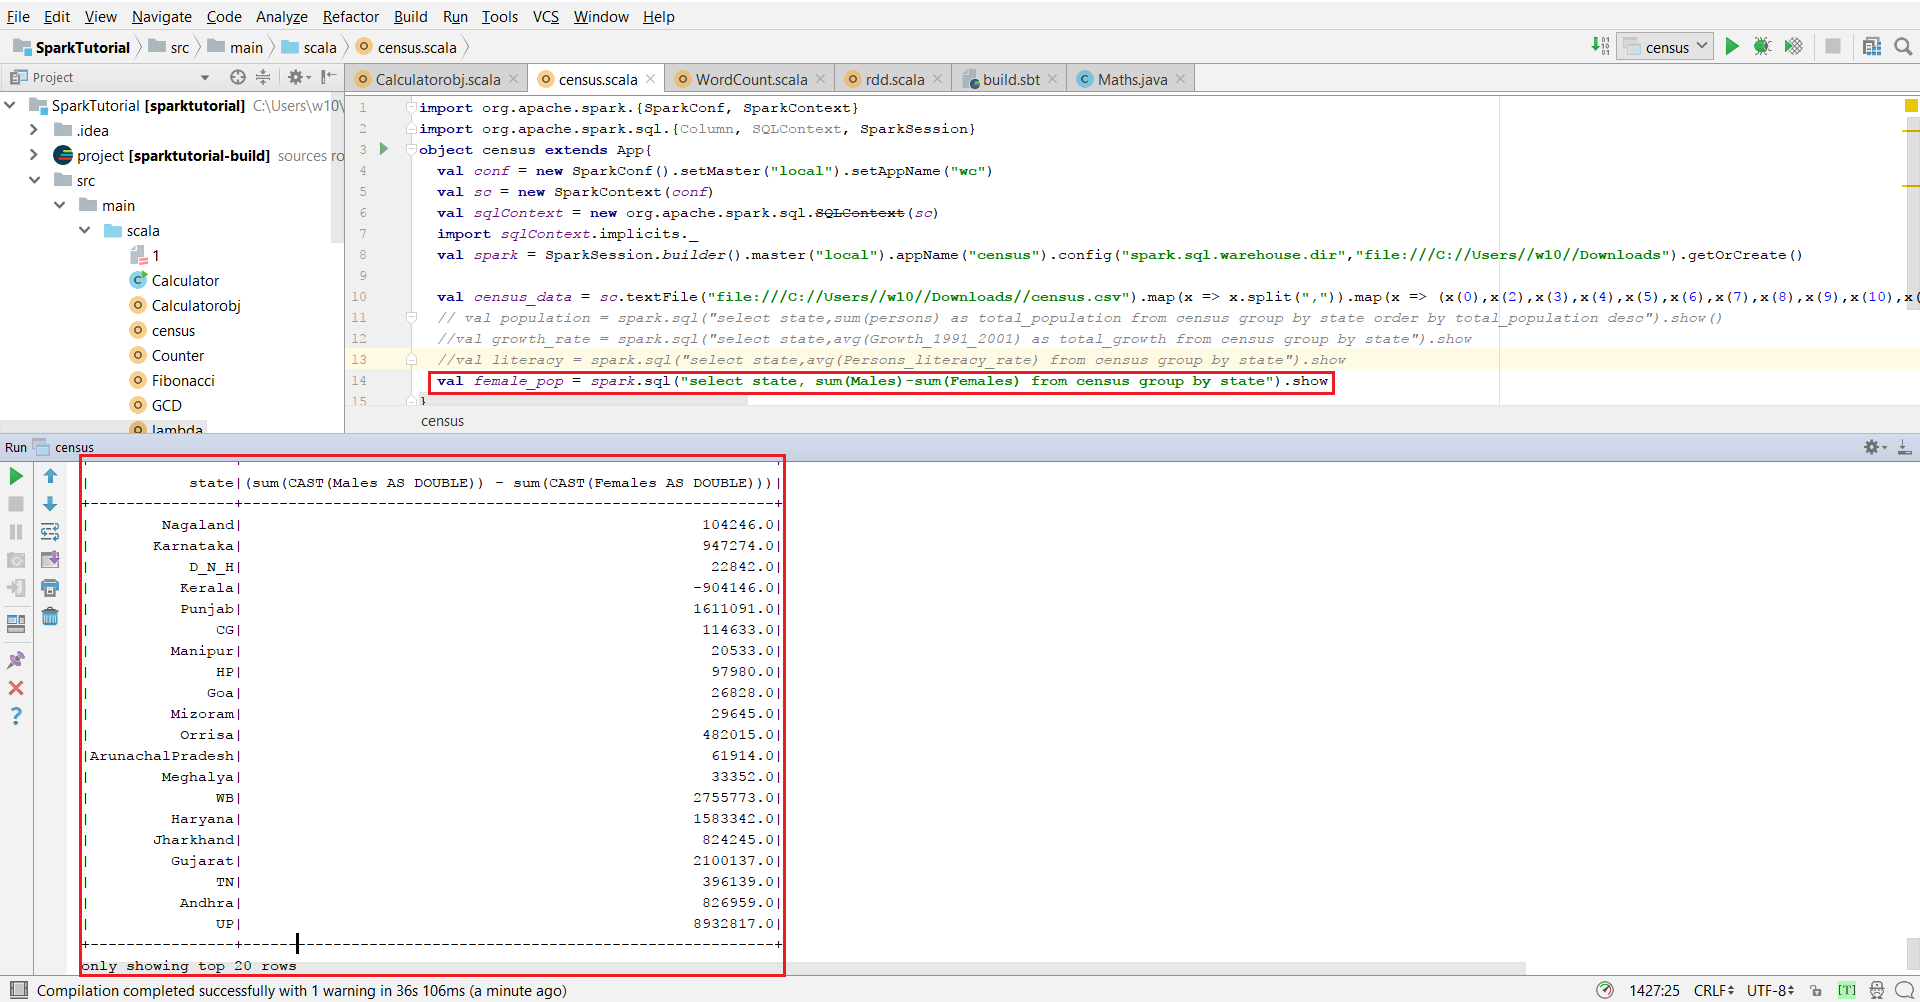 File Edit View Navigate Code Analyze Refactor Build Run Tools VCS Window Help
SparkTutorial src main scala census.scala
census
Project
Calculatorobj.scala census.scala WordCount.scala rdd.scala build.sbt Maths.java
SparkTutorial [sparktutorial] C:\Users\w10\
.idea
project [sparktutorial-build] sources ro
src
main
scala
1
Calculator
Calculatorobj
census
Counter
Fibonacci
GCD
lambda
1 import org.apache.spark.{SparkConf, SparkContext}
2 import org.apache.spark.sql.{Column, SQLContext, SparkSession}
3 object census extends App{
4 val conf = new SparkConf().setMaster("local").setAppName("wc")
5 val sc = new SparkContext(conf)
6 val sqlContext = new org.apache.spark.sql.SQLContext(sc)
7 import sqlContext.implicits._
8 val spark = SparkSession.builder().master("local").appName("census").config("spark.sql.warehouse.dir","file:///C://Users//w10//Downloads").getOrCreate()
9
10 val census_data = sc.textFile("file:///C://Users//w10//Downloads//census.csv").map(x => x.split(",")).map(x => (x(0),x(2),x(3),x(4),x(5),x(6),x(7),x(8),x(9),x(10),x(
11 // val population = spark.sql("select state,sum(persons) as total_population from census group by state order by total_population desc").show()
12 //val growth_rate = spark.sql("select state,avg(Growth_1991_2001) as total_growth from census group by state").show
13 //val literacy = spark.sql("select state,avg(Persons_literacy_rate) from census group by state").show
14 val female_pop = spark.sql("select state, sum(Males)-sum(Females) from census group by state").show
15 }
census
Run census
| state|(sum(CAST(Males AS DOUBLE)) - sum(CAST(Females AS DOUBLE)))|
+----------------+-----------------------------------------------------------+
| Nagaland| 104246.0|
| Karnataka| 947274.0|
| D_N_H| 22842.0|
| Kerala| -904146.0|
| Punjab| 1611091.0|
| CG| 114633.0|
| Manipur| 20533.0|
| HP| 97980.0|
| Goa| 26828.0|
| Mizoram| 29645.0|
| Orrisa| 482015.0|
|ArunachalPradesh| 61914.0|
| Meghalya| 33352.0|
| WB| 2755773.0|
| Haryana| 1583342.0|
| Jharkhand| 824245.0|
| Gujarat| 2100137.0|
| TN| 396139.0|
| Andhra| 826959.0|
| UP| 8932817.0|
+----------------+-----------------------------------------------------------+
only showing top 20 rows
Compilation completed successfully with 1 warning in 36s 106ms (a minute ago) 1427:25 CRLF UTF-8 [T]